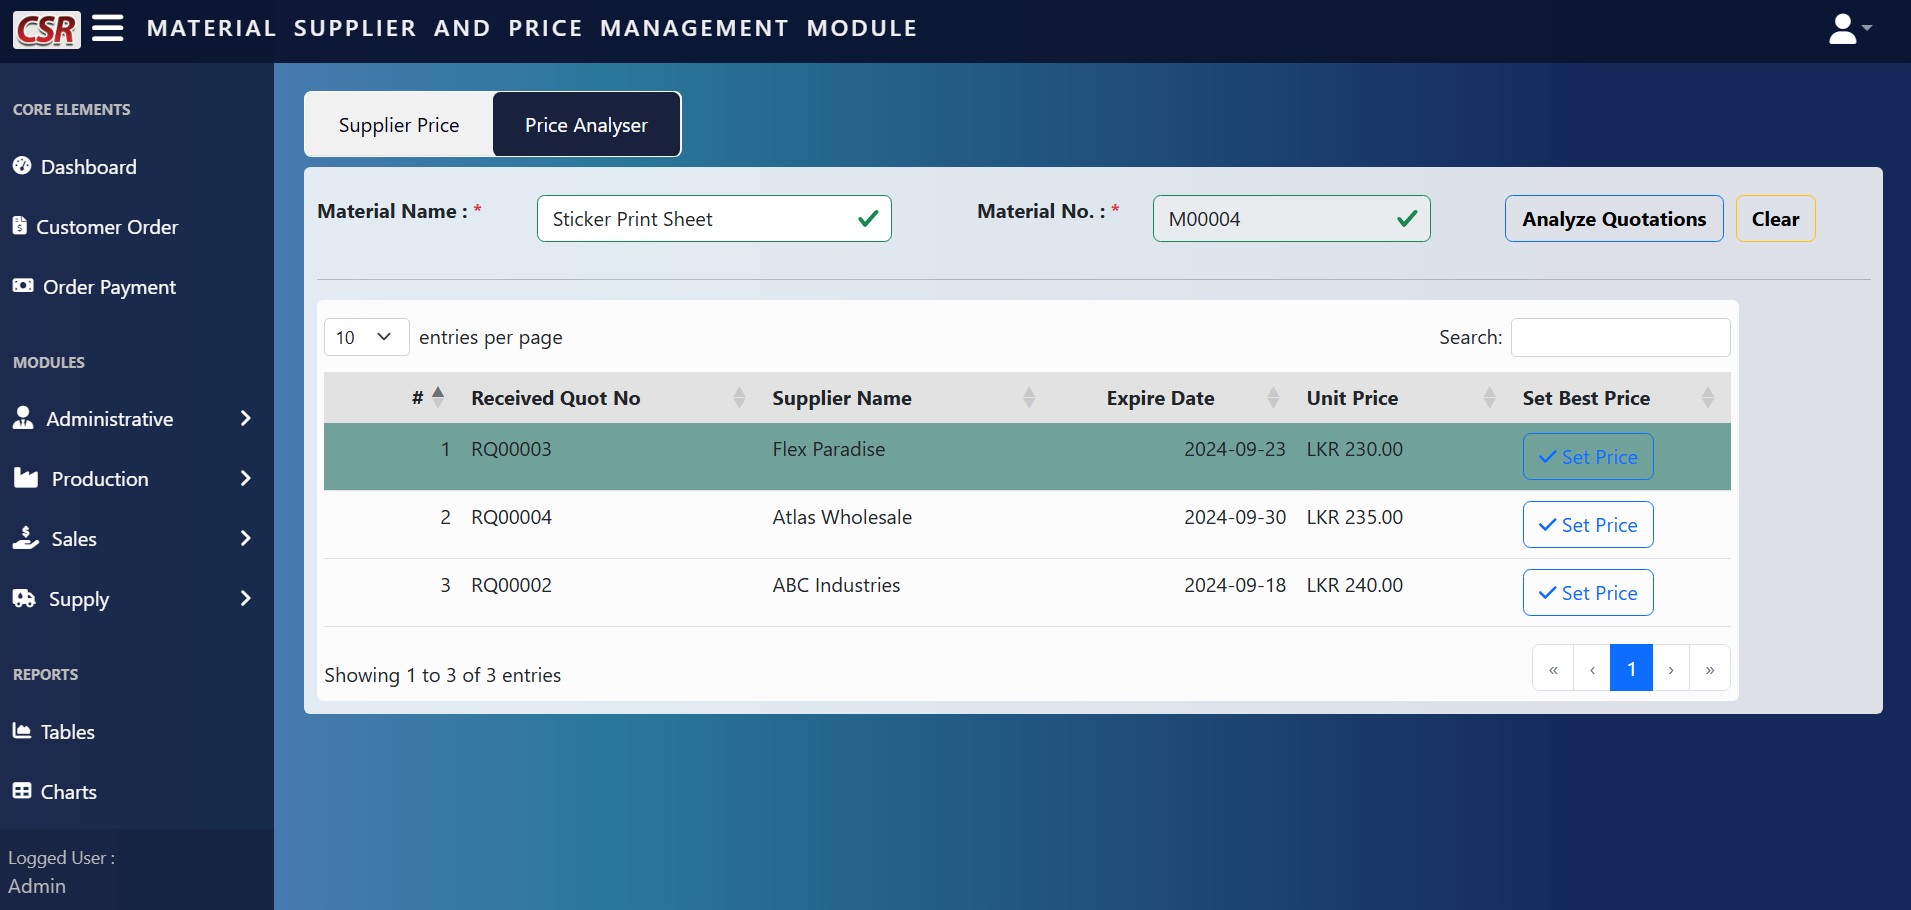 CSR MATERIAL SUPPLIER AND PRICE MANAGEMENT MODULE
CORE ELEMENTS
Dashboard
Customer Order
Order Payment
MODULES
Administrative
Production
Sales
Supply
REPORTS
Tables
Charts
Logged User :
Admin
Supplier Price Price Analyser
Material Name : * Sticker Print Sheet Material No. : * M00004 Analyze Quotations Clear
10 entries per page Search:
# Received Quot No Supplier Name Expire Date Unit Price Set Best Price
1 RQ00003 Flex Paradise 2024-09-23 LKR 230.00 Set Price
2 RQ00004 Atlas Wholesale 2024-09-30 LKR 235.00 Set Price
3 RQ00002 ABC Industries 2024-09-18 LKR 240.00 Set Price
Showing 1 to 3 of 3 entries « ‹ 1 › »